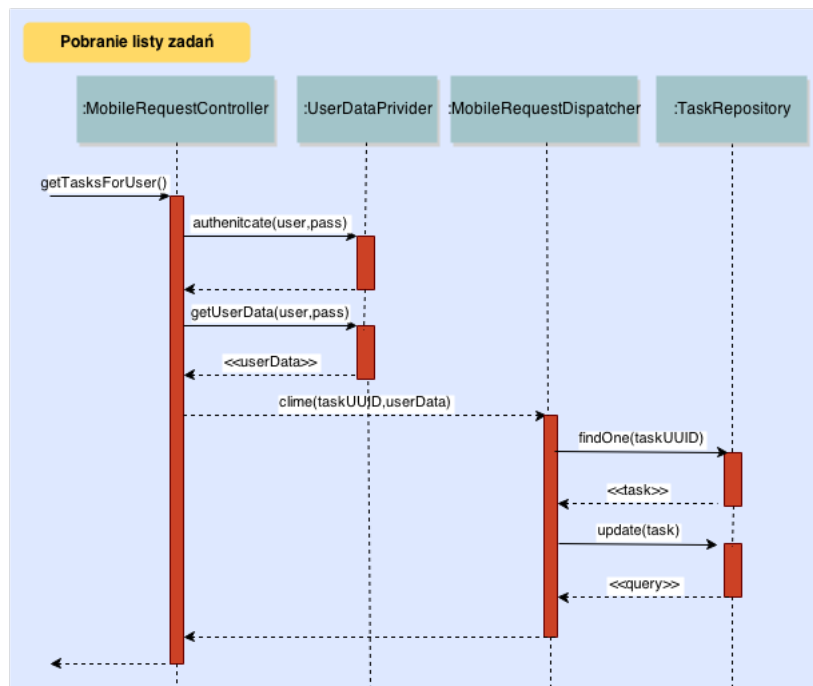 Pobranie listy zadań
:MobileRequestController
:UserDataPrivider
:MobileRequestDispatcher
:TaskRepository
getTasksForUser()
authenitcate(user,pass)
getUserData(user,pass)
<<userData>>
clime(taskUUID,userData)
findOne(taskUUID)
<<task>>
update(task)
<<query>>